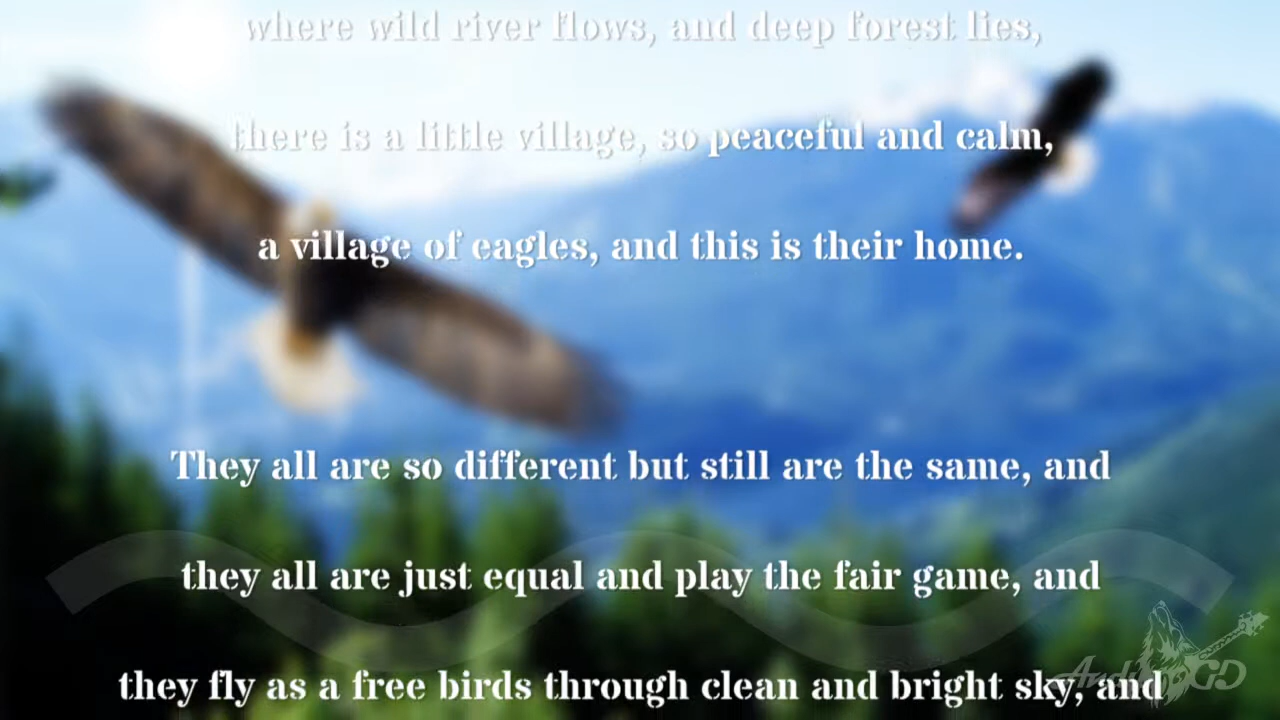 where wild river flows, and deep forest lies,
there is a little village, so peaceful and calm,
a village of eagles, and this is their home.
They all are so different but still are the same, and
they all are just equal and play the fair game, and
they fly as a free birds through clean and bright sky, and